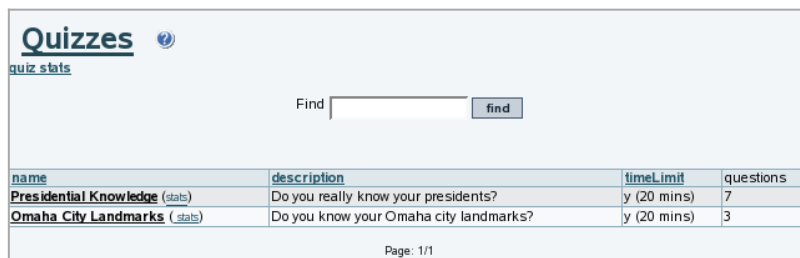 Quizzes ?
quiz stats
Find find
name description timeLimit questions
Presidential Knowledge (stats) Do you really know your presidents? y (20 mins) 7
Omaha City Landmarks ( stats) Do you know your Omaha city landmarks? y (20 mins) 3
Page: 1/1